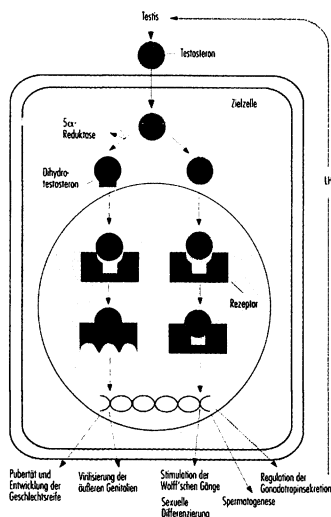 Testis
Testosteron
Zielzelle
5α-
Reduktase
Dihydro-
testosteron
LH
Rezeptor
Pubertät und
Entwicklung der
Geschlechtsreife
Virilisierung der
äußeren Genitalien
Stimulation der
Wolff'schen Gänge
Sexuelle
Differenzierung
Spermatogenese
Regulation der
Gonadotropinsekretion